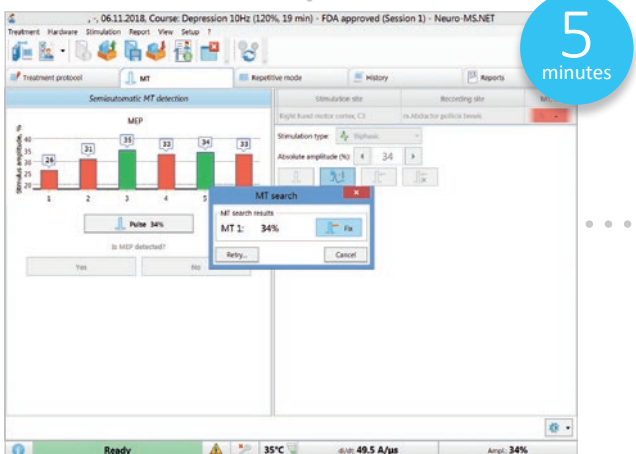 , -, 06.11.2018, Course: Depression 10Hz (120%, 19 min) - FDA approved (Session 1) - Neuro-MS.NET
5
minutes
Treatment Hardware Stimulation Report View Setup ?
Treatment protocol MT Repetitive mode History Reports
Semiautomatic MT detection
Stimulation site Recording site
Right hand motor cortex, C3 m.Abductor pollicis brevis
MEP
Stimulus amplitude, %
40
35
30
25
20
26 31 35 33 34 33
1 2 3 4 5
Stimulation type: Biphasic
Absolute amplitude (%): 34
Pulse 34%
Is MEP detected?
Yes No
MT search
MT search results
MT 1: 34% Fix
Retry... Cancel
Ready 35°C di/dt: 49.5 A/µs Ampl.: 34%